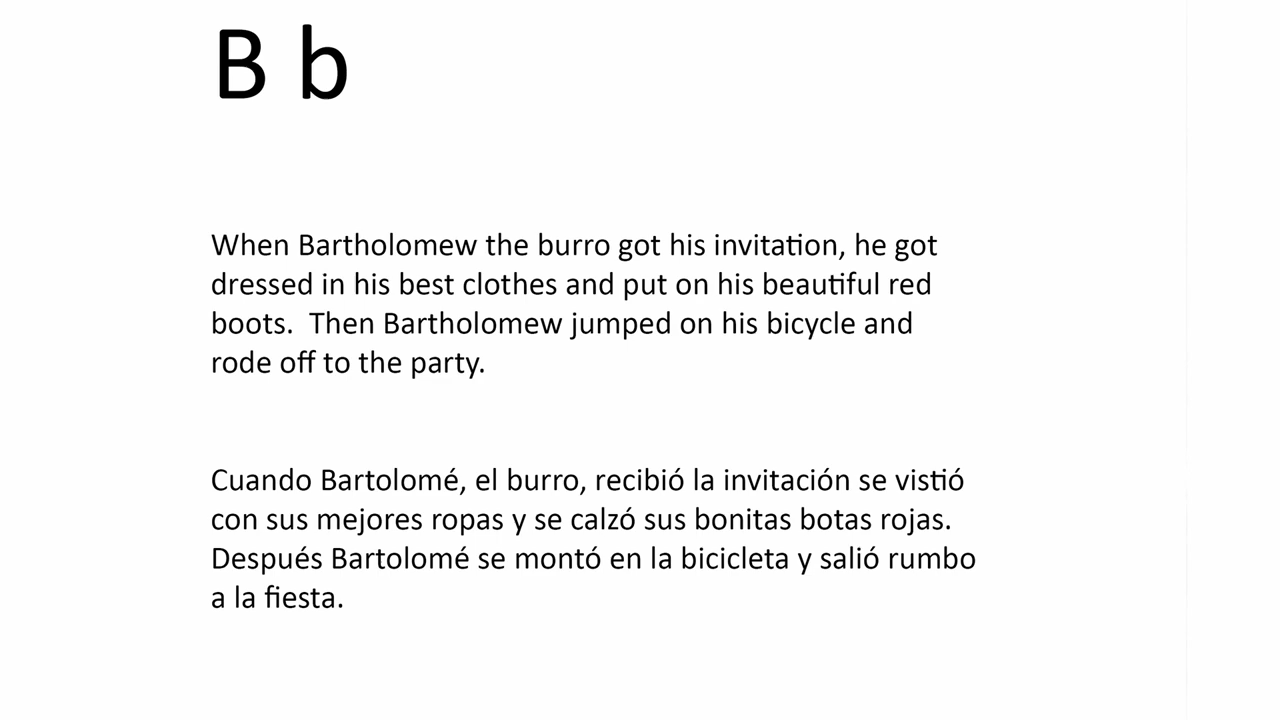 B b
When Bartholomew the burro got his invitation, he got
dressed in his best clothes and put on his beautiful red
boots.  Then Bartholomew jumped on his bicycle and
rode off to the party.
Cuando Bartolomé, el burro, recibió la invitación se vistió
con sus mejores ropas y se calzó sus bonitas botas rojas.
Después Bartolomé se montó en la bicicleta y salió rumbo
a la fiesta.